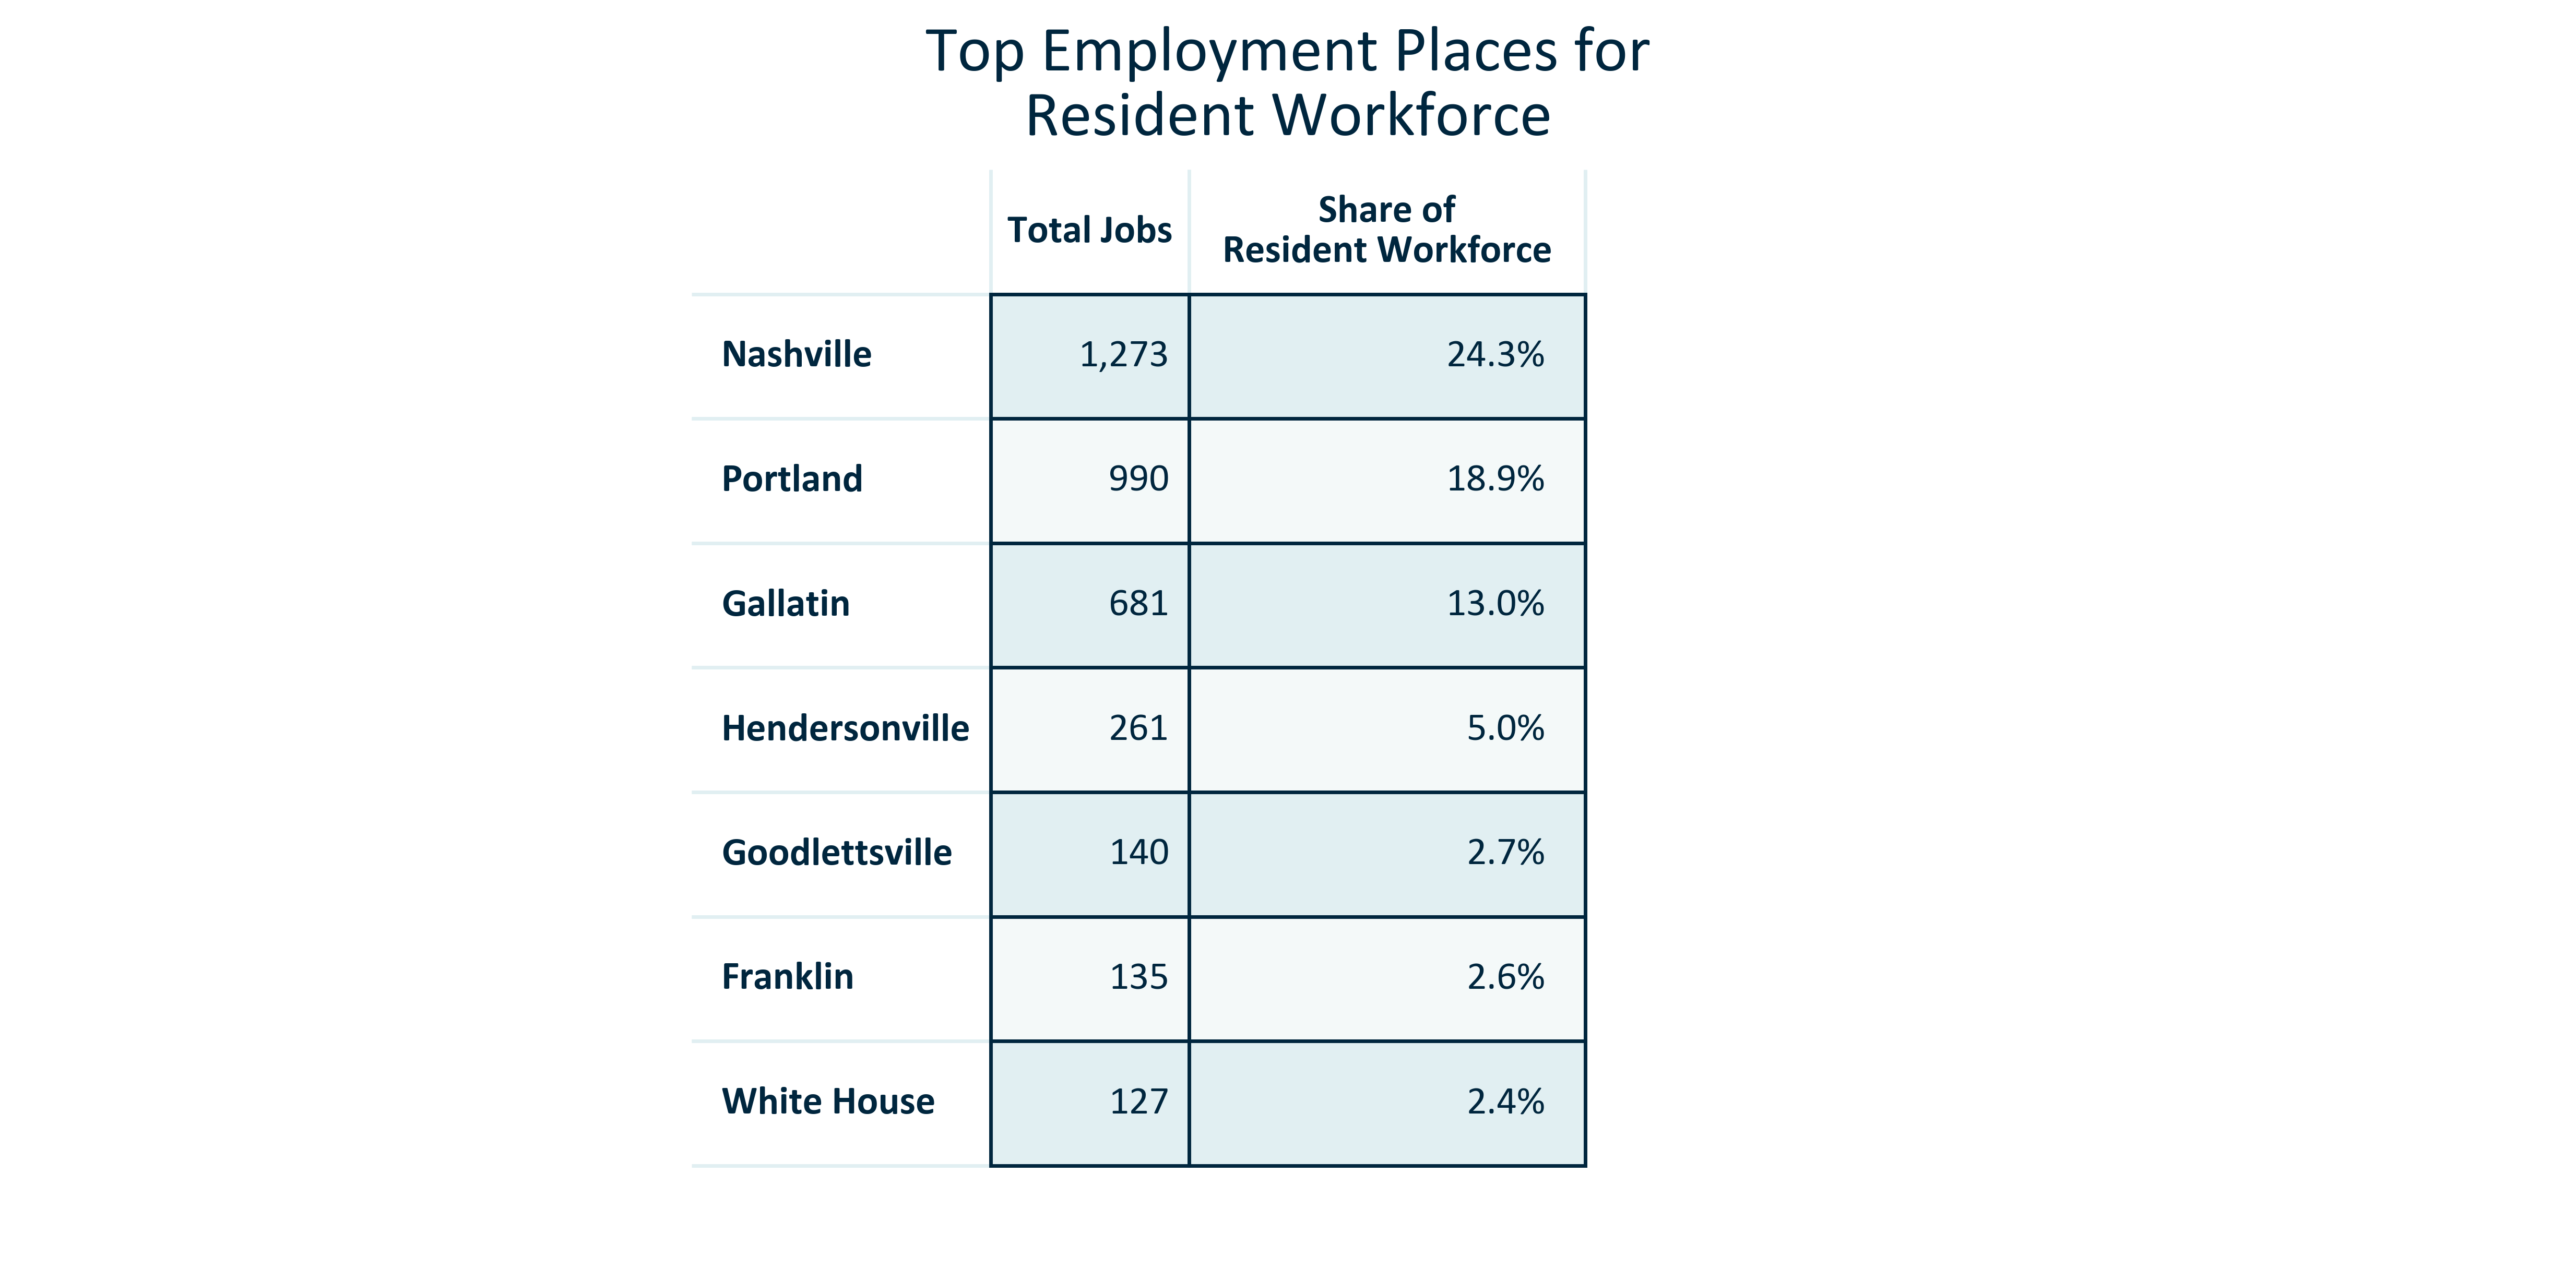 Top Employment Places for
Resident Workforce
Total Jobs
Share of
Resident Workforce
Nashville 1,273 24.3%
Portland 990 18.9%
Gallatin 681 13.0%
Hendersonville 261 5.0%
Goodlettsville 140 2.7%
Franklin 135 2.6%
White House 127 2.4%